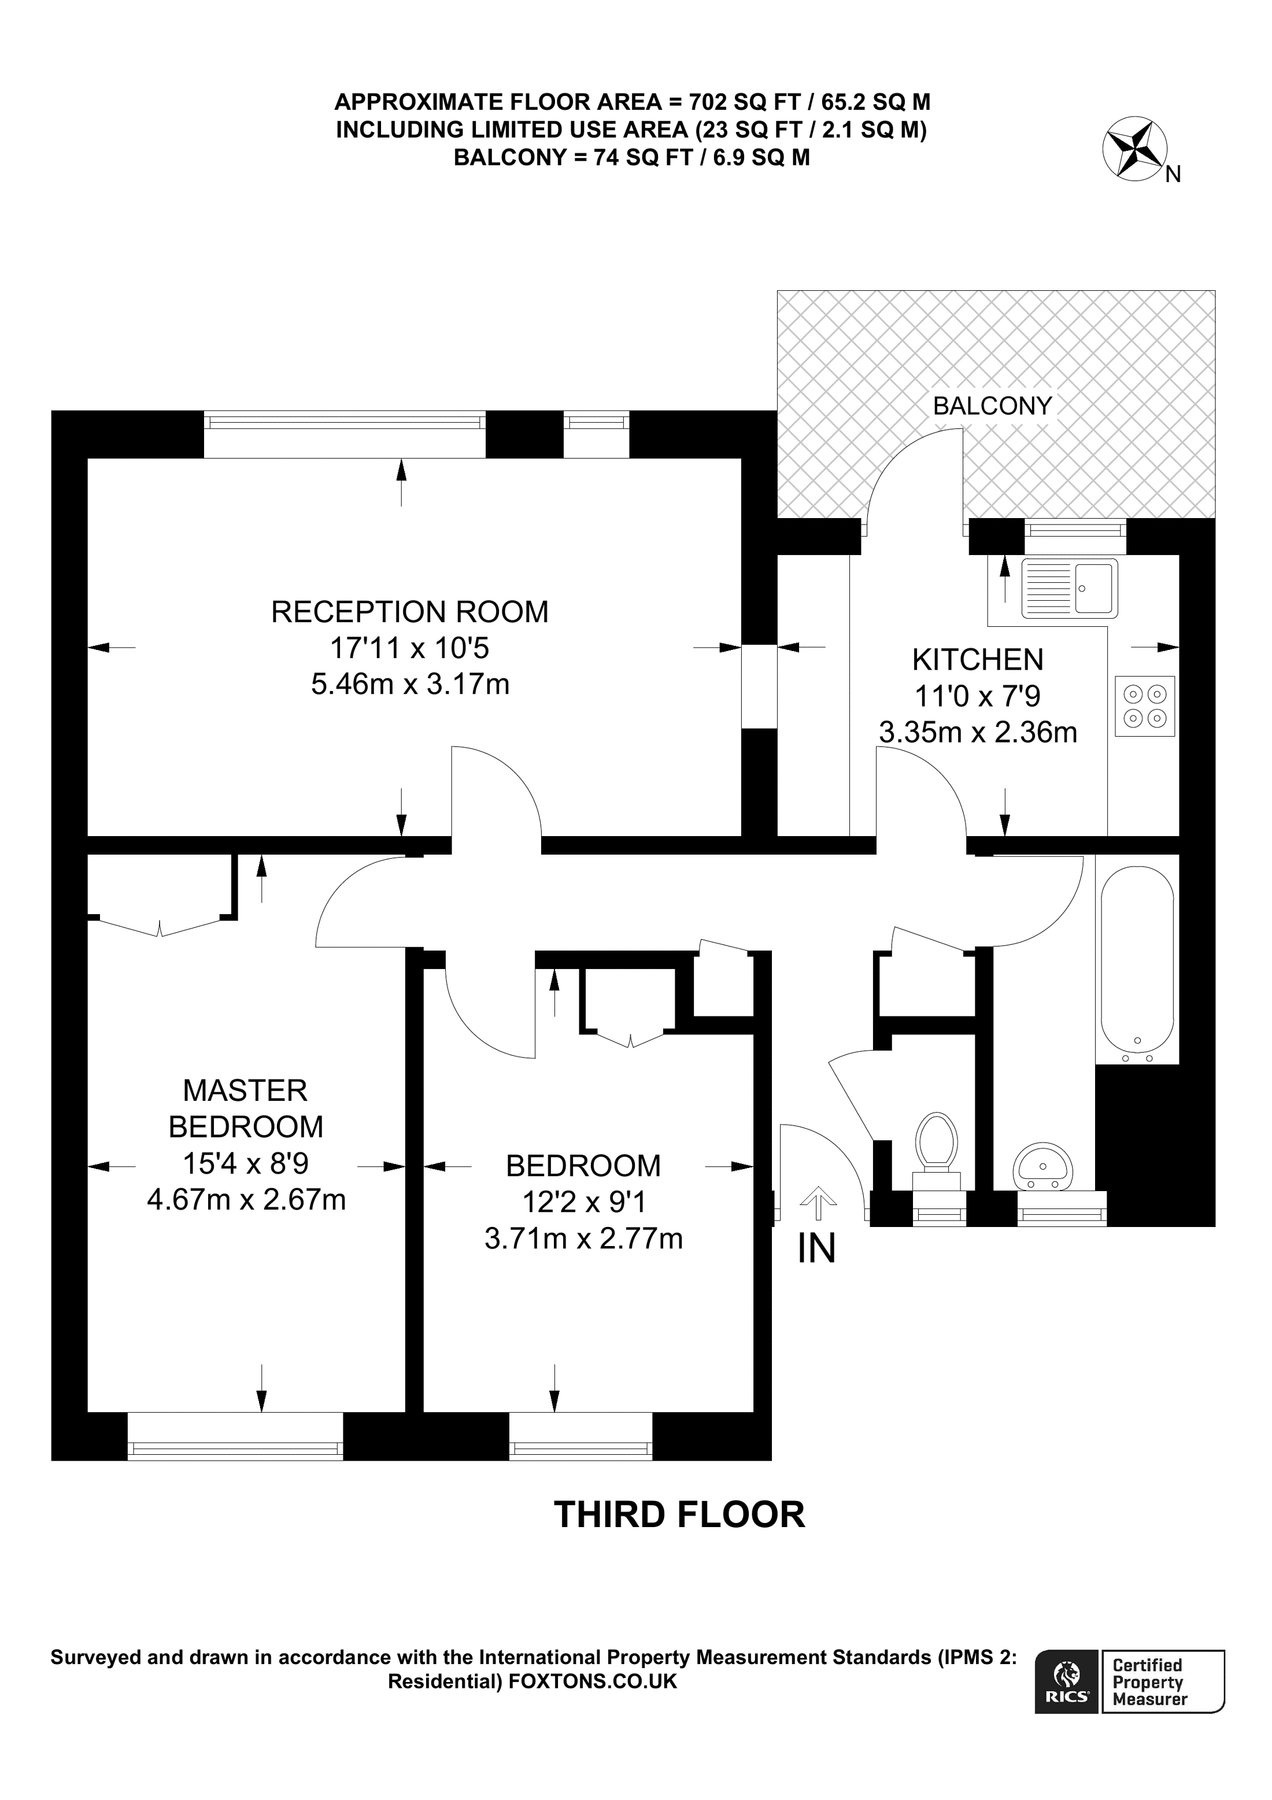 APPROXIMATE FLOOR AREA = 702 SQ FT / 65.2 SQ M
INCLUDING LIMITED USE AREA (23 SQ FT / 2.1 SQ M)
BALCONY = 74 SQ FT / 6.9 SQ M
N
BALCONY
RECEPTION ROOM
17'11 x 10'5
5.46m x 3.17m
KITCHEN
11'0 x 7'9
3.35m x 2.36m
MASTER
BEDROOM
15'4 x 8'9
4.67m x 2.67m
BEDROOM
12'2 x 9'1
3.71m x 2.77m
IN
THIRD FLOOR
Surveyed and drawn in accordance with the International Property Measurement Standards (IPMS 2:
Residential) FOXTONS.CO.UK
RICS
Certified
Property
Measurer